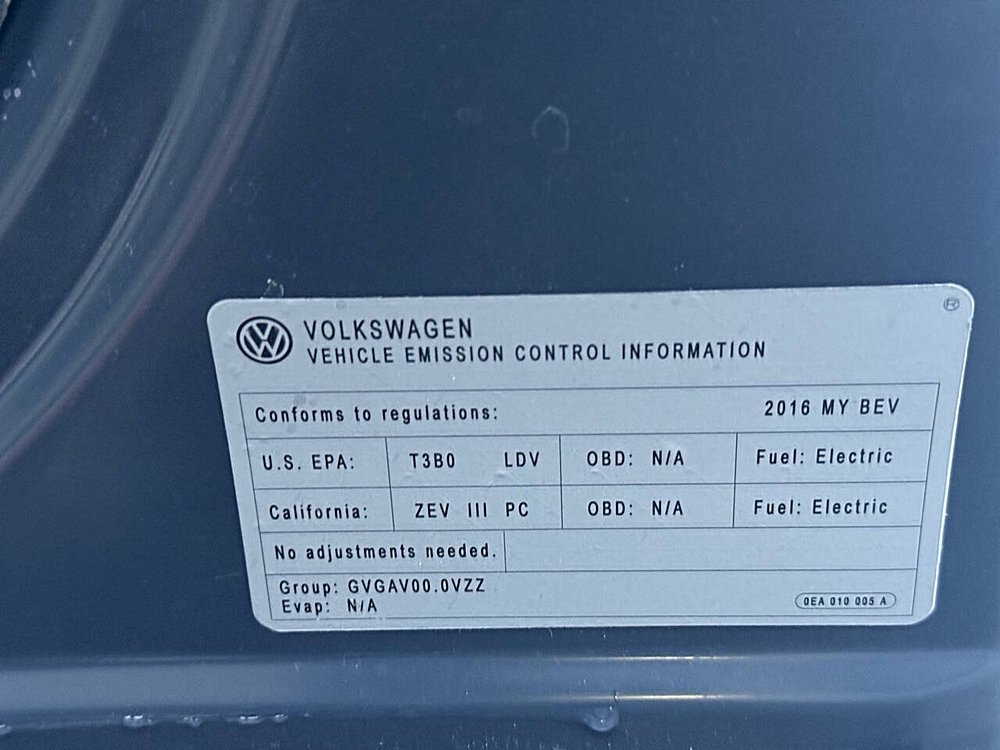 VOLKSWAGEN
VEHICLE EMISSION CONTROL INFORMATION
®
Conforms to regulations: 2016 MY BEV
U.S. EPA: T3B0 LDV OBD: N/A Fuel: Electric
California: ZEV III PC OBD: N/A Fuel: Electric
No adjustments needed.
Group: GVGAV00.0VZZ
Evap: N/A
0EA 010 005 A